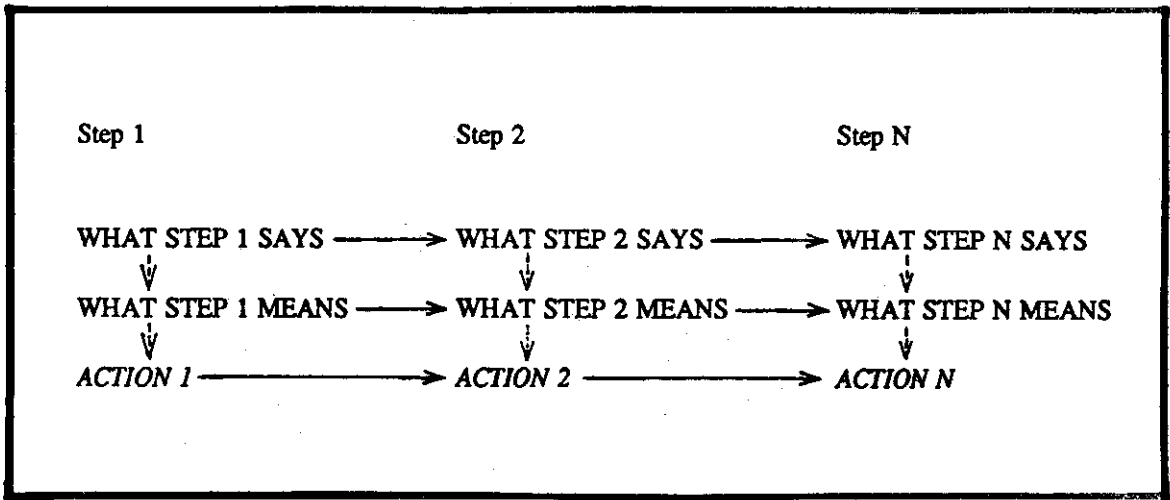 Step 1 Step 2 Step N
WHAT STEP 1 SAYS WHAT STEP 2 SAYS WHAT STEP N SAYS
WHAT STEP 1 MEANS WHAT STEP 2 MEANS WHAT STEP N MEANS
ACTION 1 ACTION 2 ACTION N